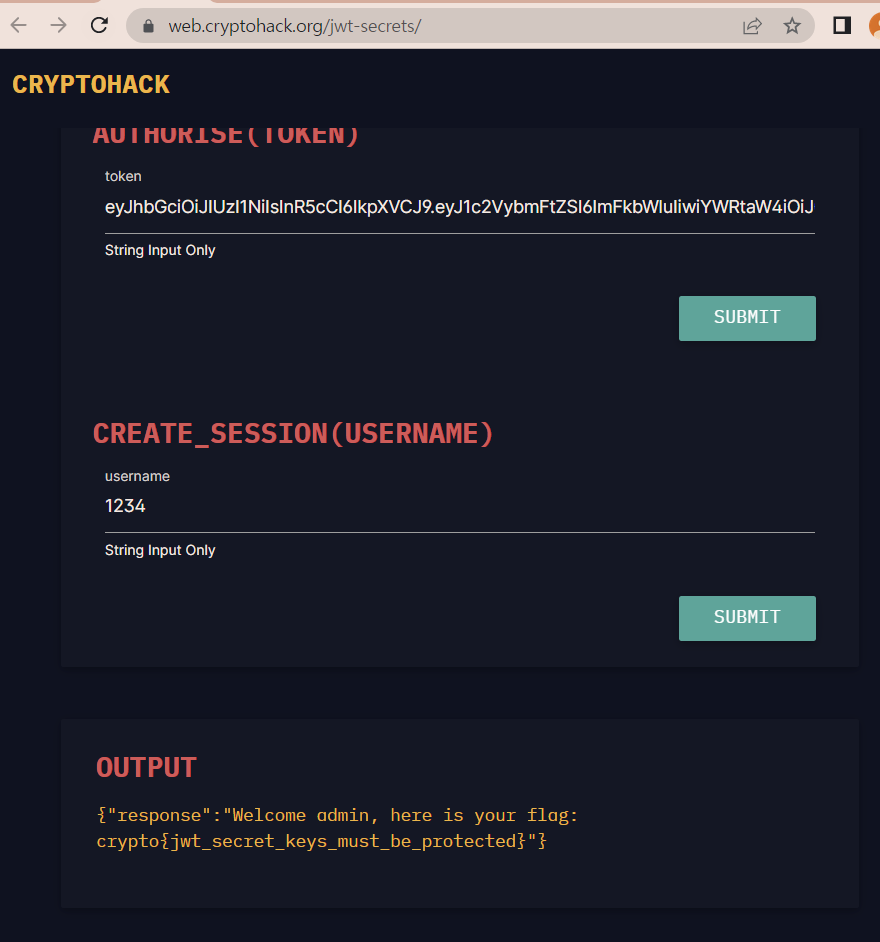 web.cryptohack.org/jwt-secrets/
CRYPTOHACK
AUTHORISE(TOKEN)
token
eyJhbGciOiJIUzI1NiIsInR5cCI6IkpXVCJ9.eyJ1c2VybmFtZSI6ImFkbWluIiwiYWRtaW4iOiJ
String Input Only
SUBMIT
CREATE_SESSION(USERNAME)
username
1234
String Input Only
SUBMIT
OUTPUT
{"response":"Welcome admin, here is your flag:
crypto{jwt_secret_keys_must_be_protected}"}